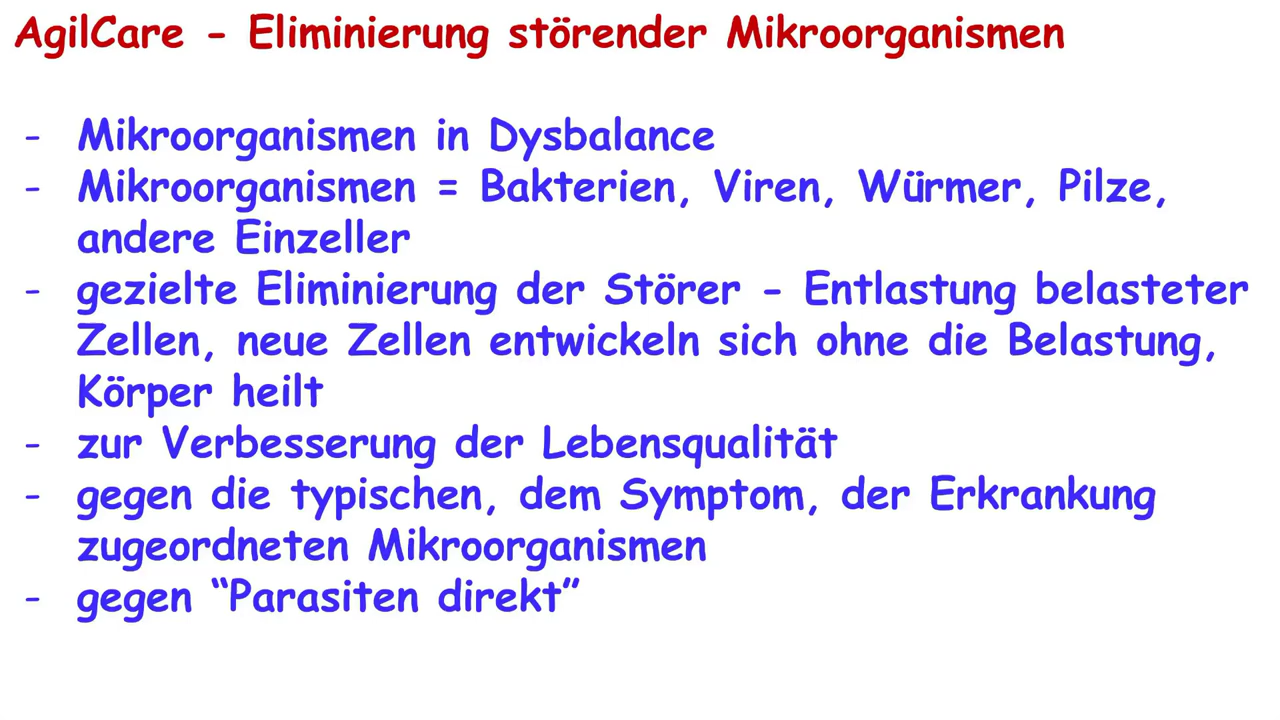 AgilCare - Eliminierung störender Mikroorganismen
- Mikroorganismen in Dysbalance
- Mikroorganismen = Bakterien, Viren, Würmer, Pilze,
andere Einzeller
- gezielte Eliminierung der Störer - Entlastung belasteter
Zellen, neue Zellen entwickeln sich ohne die Belastung,
Körper heilt
- zur Verbesserung der Lebensqualität
- gegen die typischen, dem Symptom, der Erkrankung
zugeordneten Mikroorganismen
- gegen “Parasiten direkt”